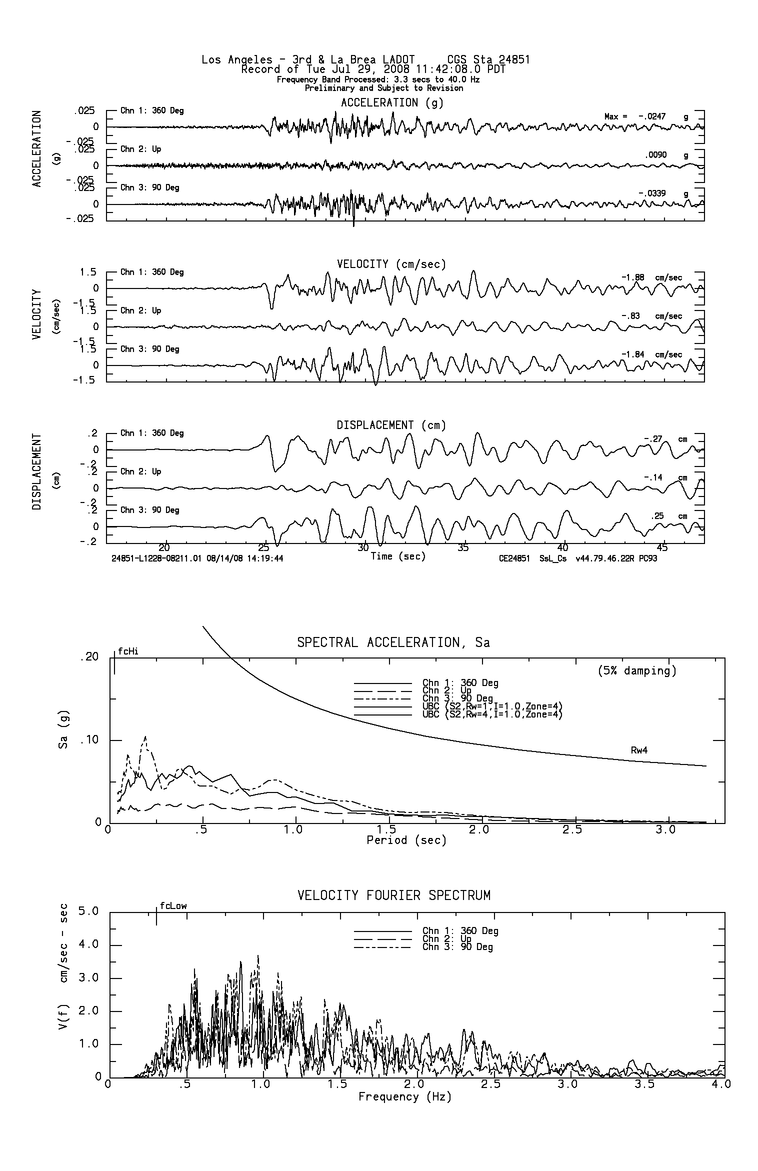 Los Angeles - 3rd & La Brea LADOT     CGS Sta 24851
Record of Tue Jul 29, 2008 11:42:08.0 PDT
Frequency Band Processed: 3.3 secs to 40.0 Hz
Preliminary and Subject to Revision
ACCELERATION (g)
ACCELERATION
(g)
.025
0
-.025
Chn 1: 360 Deg
Max = -.0247 g
.025
0
-.025
Chn 2: Up
.0090 g
.025
0
-.025
Chn 3: 90 Deg
-.0339 g
VELOCITY (cm/sec)
VELOCITY
(cm/sec)
1.5
0
-1.5
Chn 1: 360 Deg
-1.88 cm/sec
1.5
0
-1.5
Chn 2: Up
-.83 cm/sec
1.5
0
-1.5
Chn 3: 90 Deg
-1.84 cm/sec
DISPLACEMENT (cm)
DISPLACEMENT
(cm)
.2
0
-.2
Chn 1: 360 Deg
-.27 cm
.2
0
-.2
Chn 2: Up
-.14 cm
.2
0
-.2
Chn 3: 90 Deg
.25 cm
20 25 30 35 40 45
Time (sec)
24851-L1228-08211.01 08/14/08 14:19:44
CE24851 SsL_Cs v44.79.46.22R PC93
SPECTRAL ACCELERATION, Sa
fcHi
(5% damping)
Chn 1: 360 Deg
Chn 2: Up
Chn 3: 90 Deg
UBC (S2,Rw=1,I=1.0,Zone=4)
UBC (S2,Rw=4,I=1.0,Zone=4)
Rw4
Sa (g)
.20
.10
0
0 .5 1.0 1.5 2.0 2.5 3.0
Period (sec)
VELOCITY FOURIER SPECTRUM
fcLow
Chn 1: 360 Deg
Chn 2: Up
Chn 3: 90 Deg
V(f) cm/sec - sec
5.0
4.0
3.0
2.0
1.0
0
0 .5 1.0 1.5 2.0 2.5 3.0 3.5 4.0
Frequency (Hz)